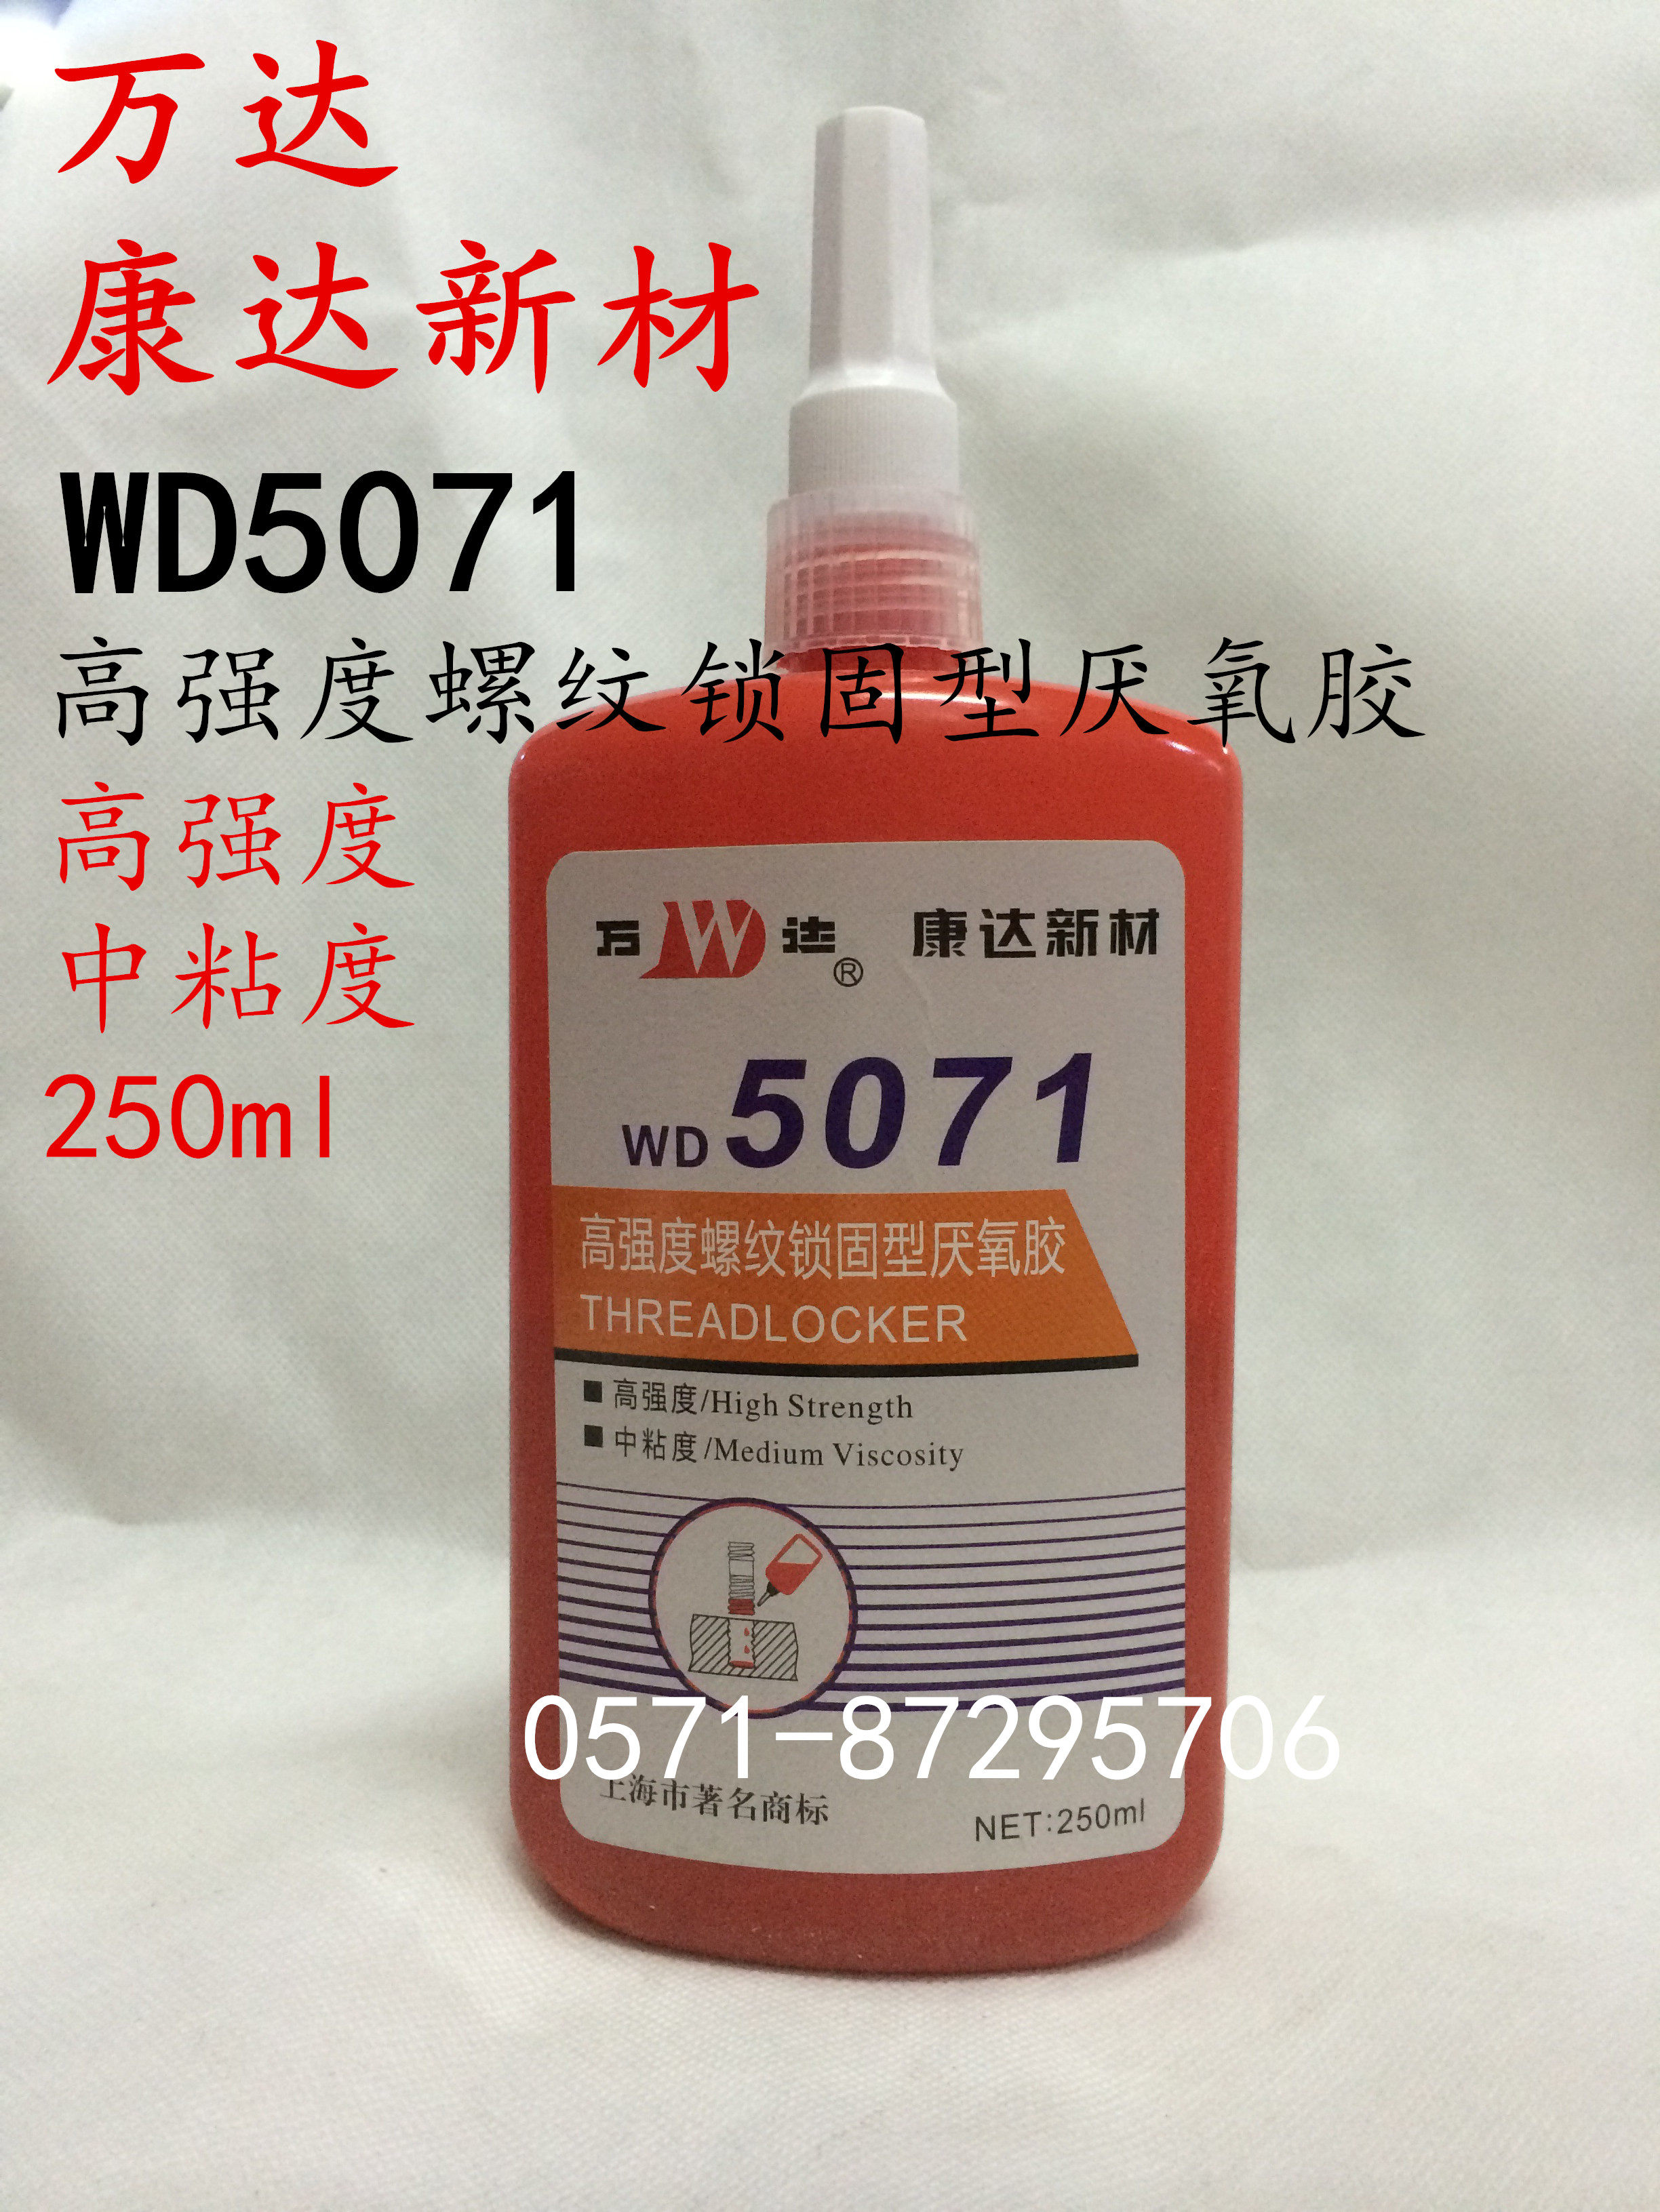 万达
康达新材
WD5071
高强度螺纹锁固型厌氧胶
高强度
中粘度
250ml
万WD达® 康达新材
WD 5071
高强度螺纹锁固型厌氧胶
THREADLOCKER
■ 高强度/High Strength
■ 中粘度/Medium Viscosity
0571-87295706
上海市著名商标
NET:250ml